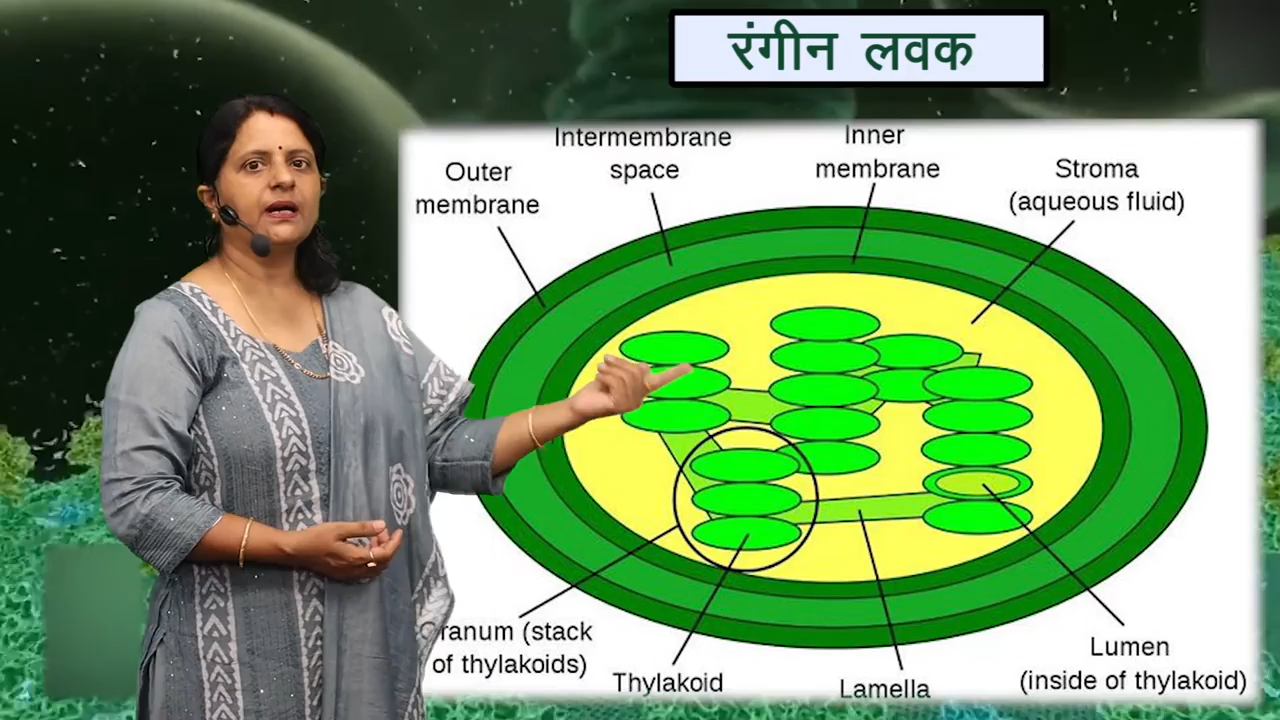 रंगीन लवक
Intermembrane
space
Inner
membrane
Outer
membrane
Stroma
(aqueous fluid)
ranum (stack
of thylakoids)
Thylakoid
Lamella
Lumen
(inside of thylakoid)